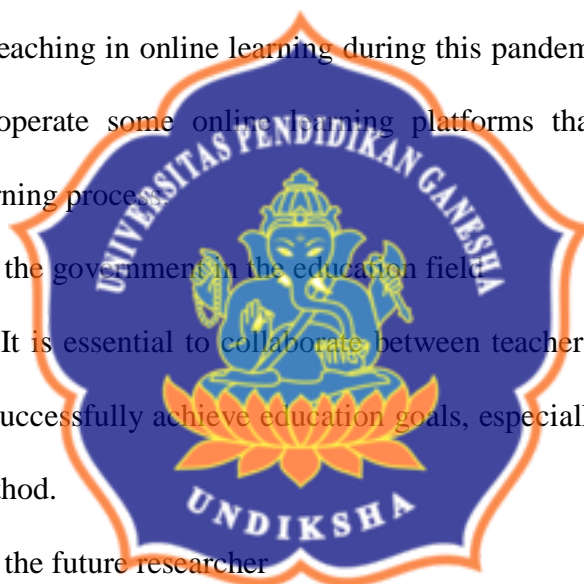 eaching in online learning during this pandem
operate some online learning platforms tha
rning process.
the government in the education field
It is essential to collaborate between teacher
uccessfully achieve education goals, especiall
thod.
the future researcher
UNIVERSITAS PENDIDIKAN GANESHA
UNDIKSHA